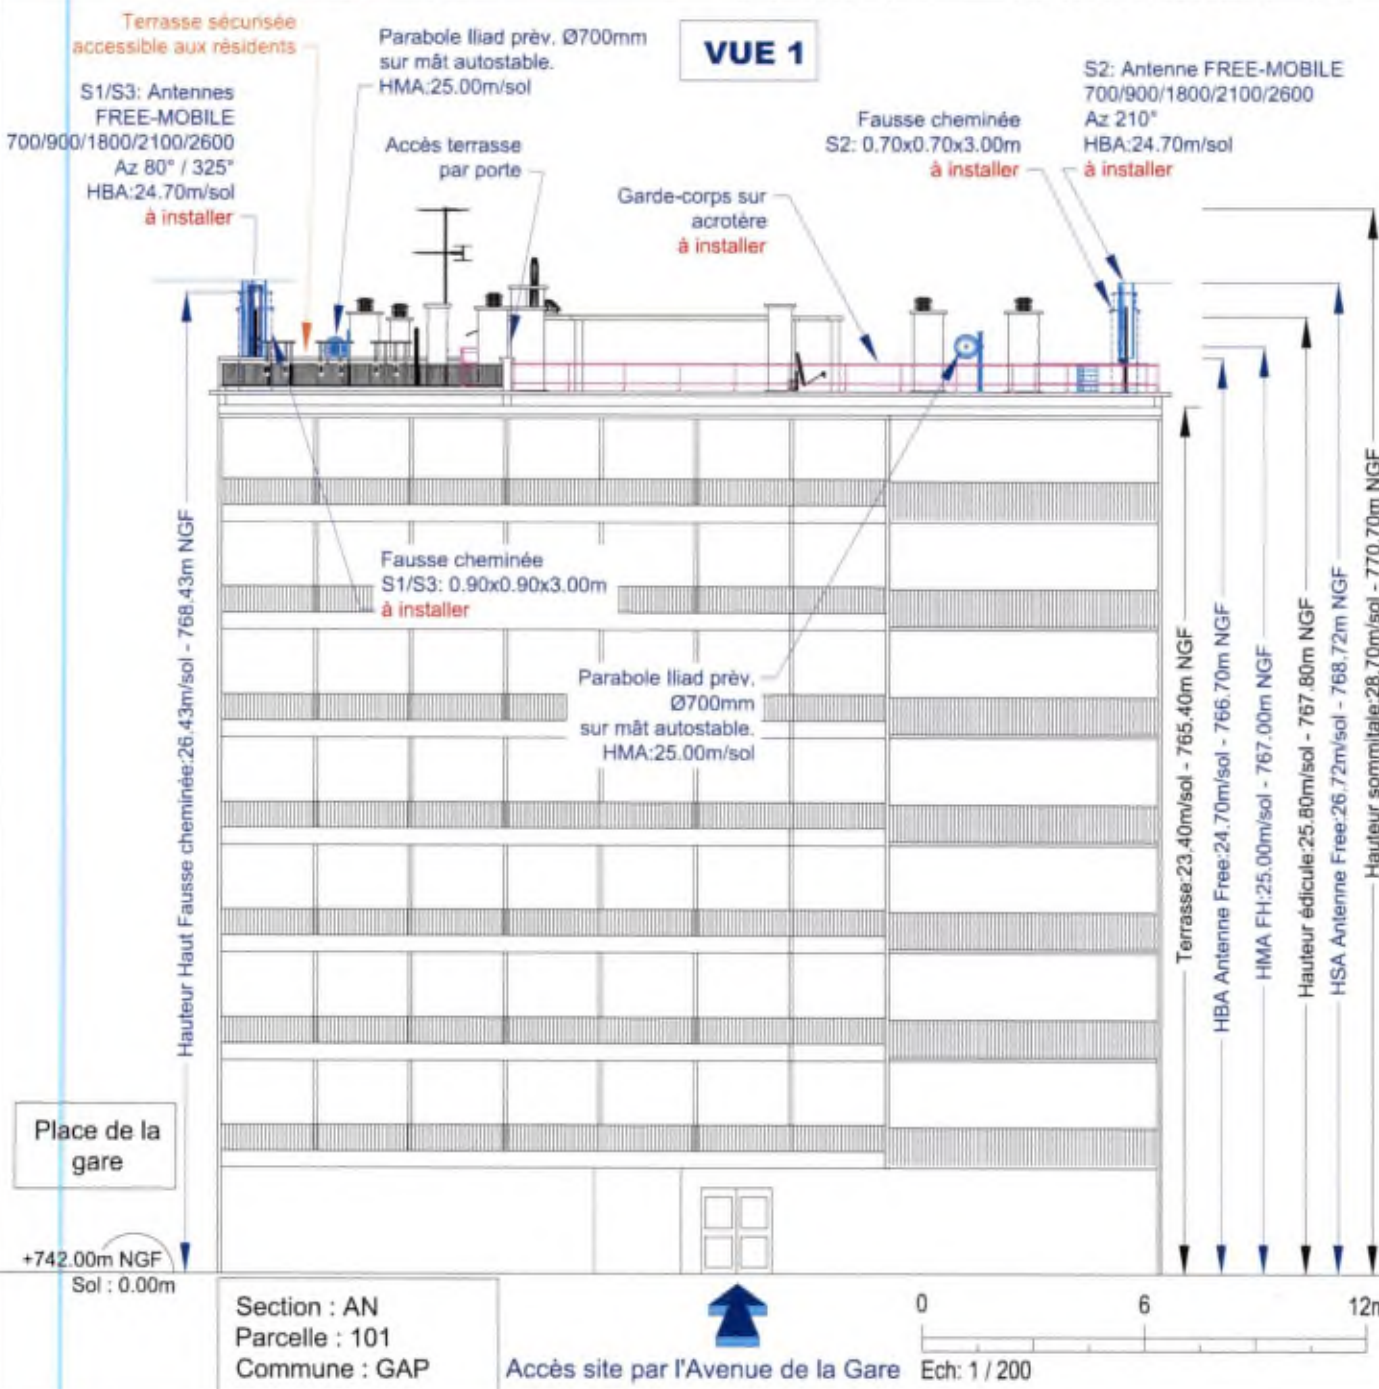 Terrasse sécurisée
accessible aux résidents
Parabole Iliad prèv. Ø700mm
sur mât autostable.
HMA:25.00m/sol
VUE 1
S1/S3: Antennes
FREE-MOBILE
700/900/1800/2100/2600
Az 80° / 325°
HBA:24.70m/sol
à installer
Accès terrasse
par porte
Garde-corps sur
acrotère
à installer
Fausse cheminée
S2: 0.70x0.70x3.00m
à installer
S2: Antenne FREE-MOBILE
700/900/1800/2100/2600
Az 210°
HBA:24.70m/sol
à installer
Hauteur Haut Fausse cheminée:26.43m/sol - 768.43m NGF
Fausse cheminée
S1/S3: 0.90x0.90x3.00m
à installer
Parabole Iliad prèv.
Ø700mm
sur mât autostable.
HMA:25.00m/sol
Terrasse:23.40m/sol - 765.40m NGF
HBA Antenne Free:24.70m/sol - 766.70m NGF
HMA FH:25.00m/sol - 767.00m NGF
Hauteur édicule:25.80m/sol - 767.80m NGF
HSA Antenne Free:26.72m/sol - 768.72m NGF
Hauteur sommitale:28.70m/sol - 770.70m NGF
Place de la
gare
+742.00m NGF
Sol : 0.00m
Section : AN
Parcelle : 101
Commune : GAP
Accès site par l'Avenue de la Gare
0 6 12m
Ech: 1 / 200